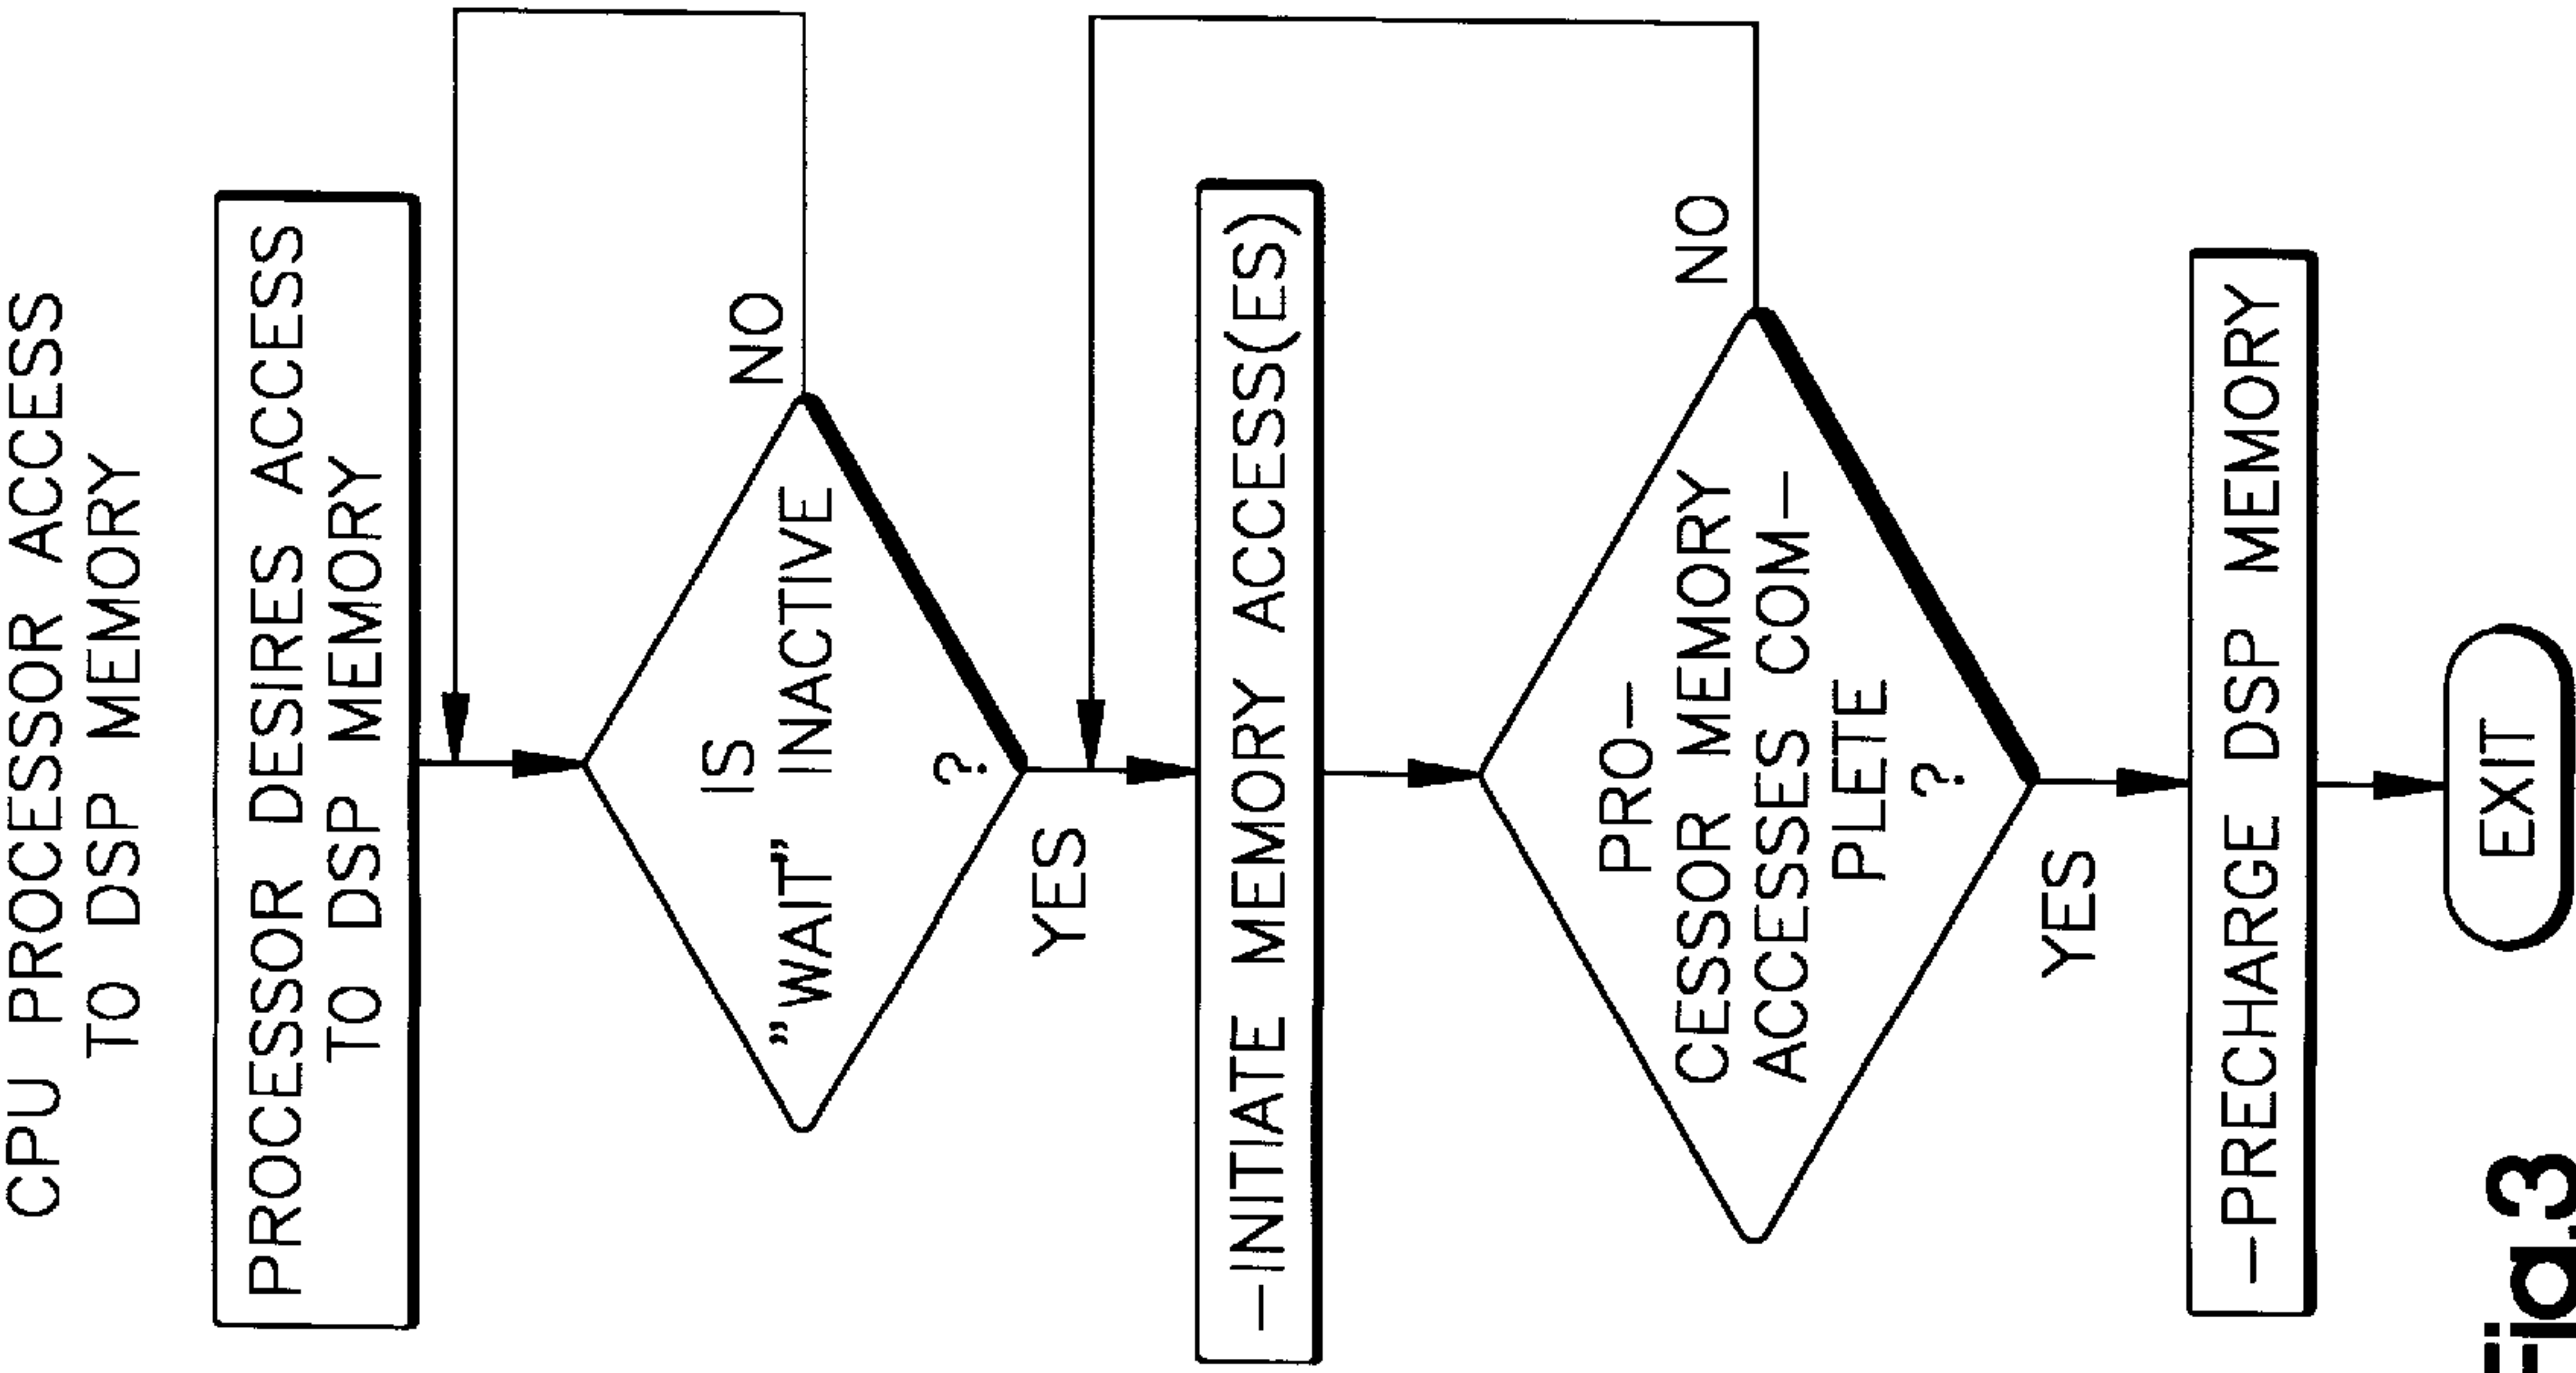 CPU PROCESSOR ACCESS
TO DSP MEMORY
PROCESSOR DESIRES ACCESS
TO DSP MEMORY
IS
"WAIT" INACTIVE
?
NO
YES
-INITIATE MEMORY ACCESS(ES)
PRO-
CESSOR MEMORY
ACCESSES COM-
PLETE
?
NO
YES
-PRECHARGE DSP MEMORY
EXIT
Fig.3